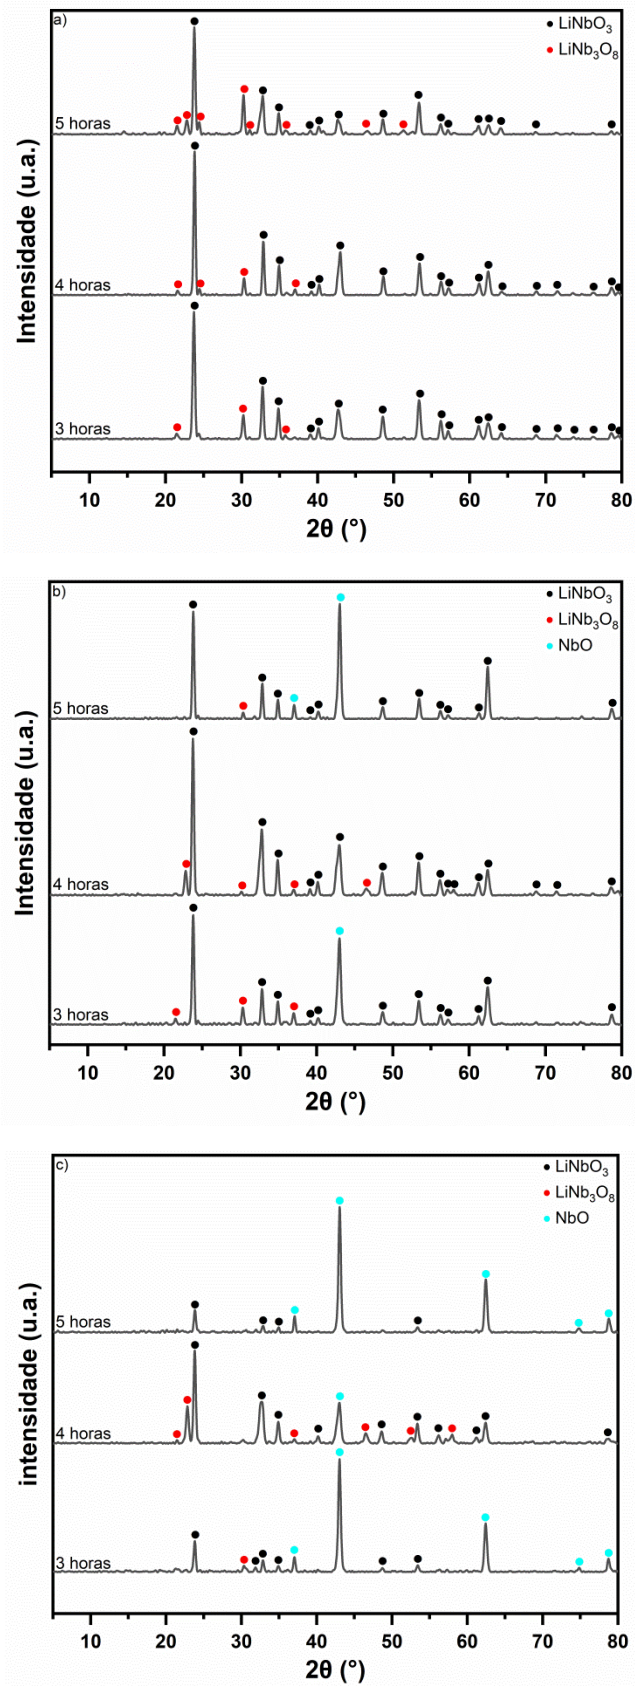 a)
LiNbO₃
LiNb₃O₈
5 horas
4 horas
3 horas
Intensidade (u.a.)
10 20 30 40 50 60 70 80
2θ (°)
b)
LiNbO₃
LiNb₃O₈
NbO
5 horas
4 horas
3 horas
Intensidade (u.a.)
10 20 30 40 50 60 70 80
2θ (°)
c)
LiNbO₃
LiNb₃O₈
NbO
5 horas
4 horas
3 horas
intensidade (u.a.)
10 20 30 40 50 60 70 80
2θ (°)